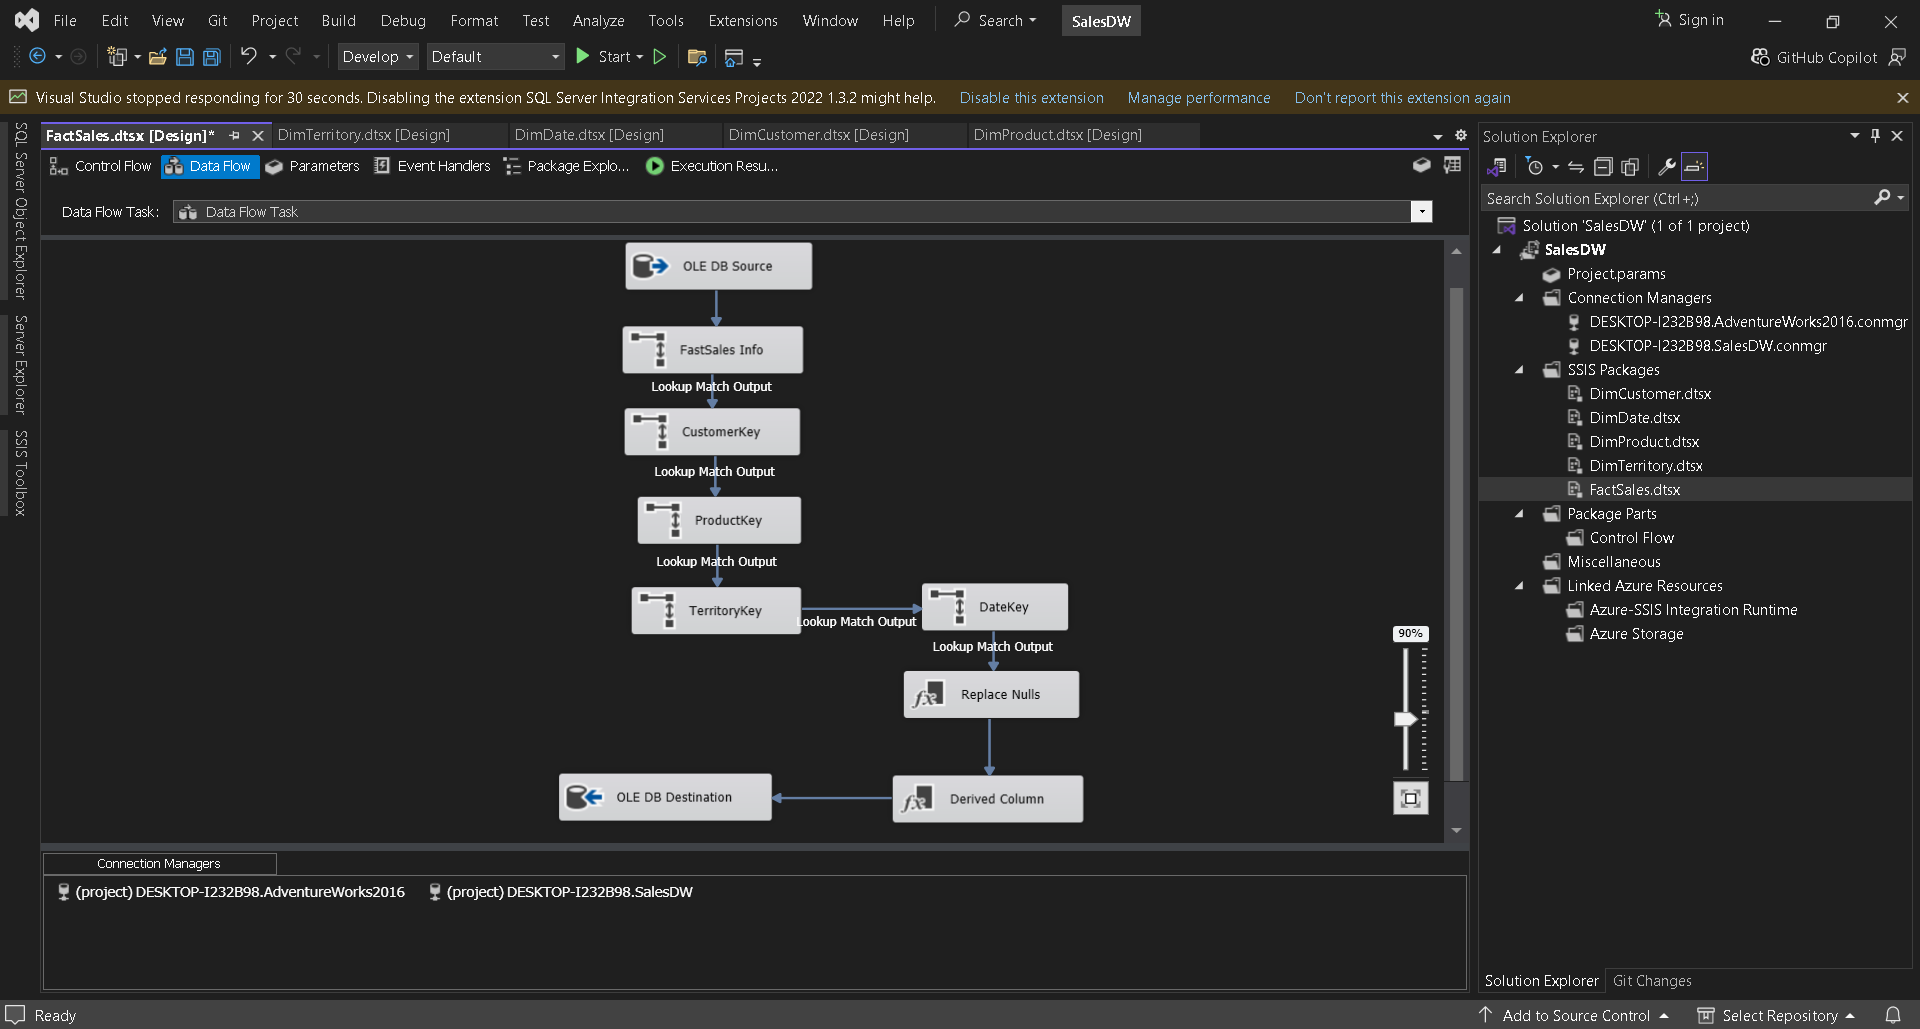 File Edit View Git Project Build Debug Format Test Analyze Tools Extensions Window Help Search SalesDW Sign in
Develop Default Start GitHub Copilot
Visual Studio stopped responding for 30 seconds. Disabling the extension SQL Server Integration Services Projects 2022 1.3.2 might help. Disable this extension Manage performance Don't report this extension again
SQL Server Object Explorer
Server Explorer
SSIS Toolbox
FactSales.dtsx [Design]* DimTerritory.dtsx [Design] DimDate.dtsx [Design] DimCustomer.dtsx [Design] DimProduct.dtsx [Design]
Control Flow Data Flow Parameters Event Handlers Package Explo... Execution Resu...
Data Flow Task: Data Flow Task
OLE DB Source
FastSales Info
Lookup Match Output
CustomerKey
Lookup Match Output
ProductKey
Lookup Match Output
TerritoryKey
Lookup Match Output
DateKey
Lookup Match Output
Replace Nulls
Derived Column
OLE DB Destination
90%
Connection Managers
(project) DESKTOP-I232B98.AdventureWorks2016 (project) DESKTOP-I232B98.SalesDW
Solution Explorer
Search Solution Explorer (Ctrl+;)
Solution 'SalesDW' (1 of 1 project)
SalesDW
Project.params
Connection Managers
DESKTOP-I232B98.AdventureWorks2016.conmgr
DESKTOP-I232B98.SalesDW.conmgr
SSIS Packages
DimCustomer.dtsx
DimDate.dtsx
DimProduct.dtsx
DimTerritory.dtsx
FactSales.dtsx
Package Parts
Control Flow
Miscellaneous
Linked Azure Resources
Azure-SSIS Integration Runtime
Azure Storage
Solution Explorer Git Changes
Ready Add to Source Control Select Repository